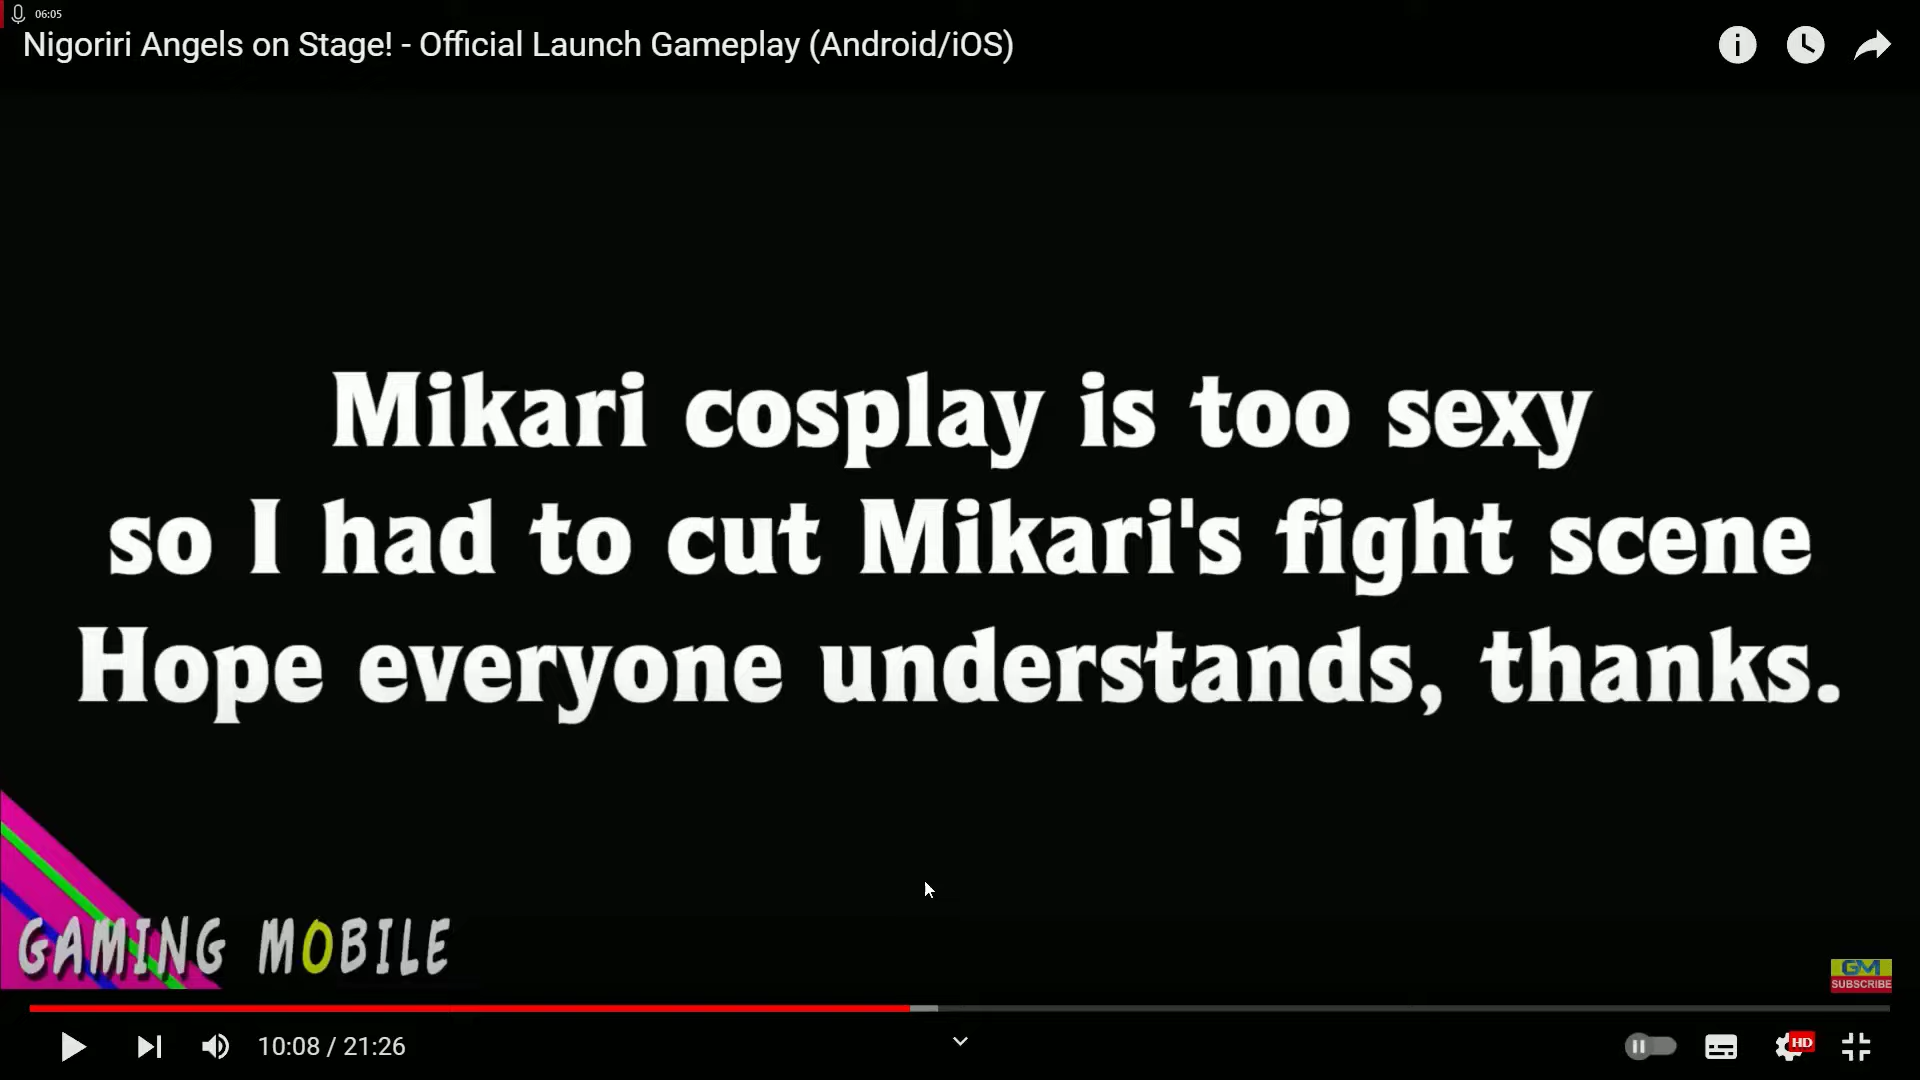 06:05
Nigoriri Angels on Stage! - Official Launch Gameplay (Android/iOS)
Mikari cosplay is too sexy
so I had to cut Mikari's fight scene
Hope everyone understands, thanks.
GAMING MOBILE
GM
SUBSCRIBE
10:08 / 21:26
HD